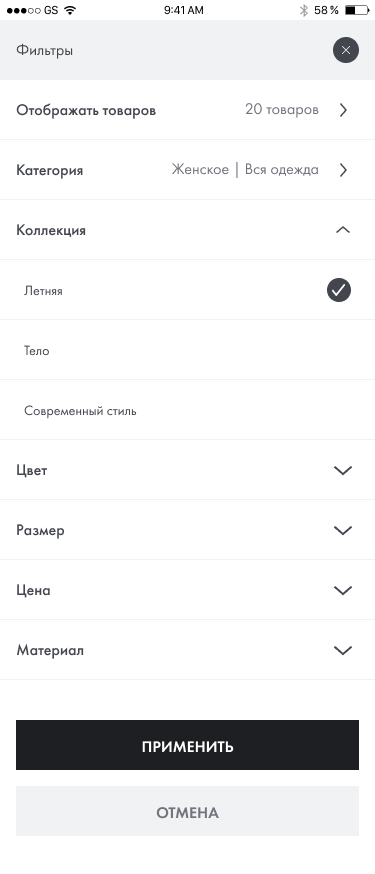 GS 9:41 AM 58 %
Фильтры
Отображать товаров 20 товаров
Категория Женское | Вся одежда
Коллекция
Летняя
Тело
Современный стиль
Цвет
Размер
Цена
Материал
ПРИМЕНИТЬ
ОТМЕНА